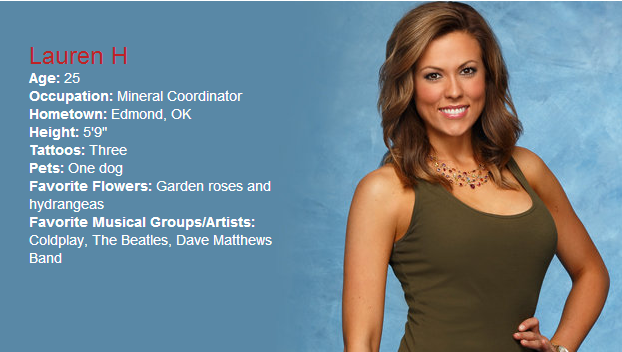 Lauren H
Age: 25
Occupation: Mineral Coordinator
Hometown: Edmond, OK
Height: 5'9"
Tattoos: Three
Pets: One dog
Favorite Flowers: Garden roses and
hydrangeas
Favorite Musical Groups/Artists:
Coldplay, The Beatles, Dave Matthews
Band